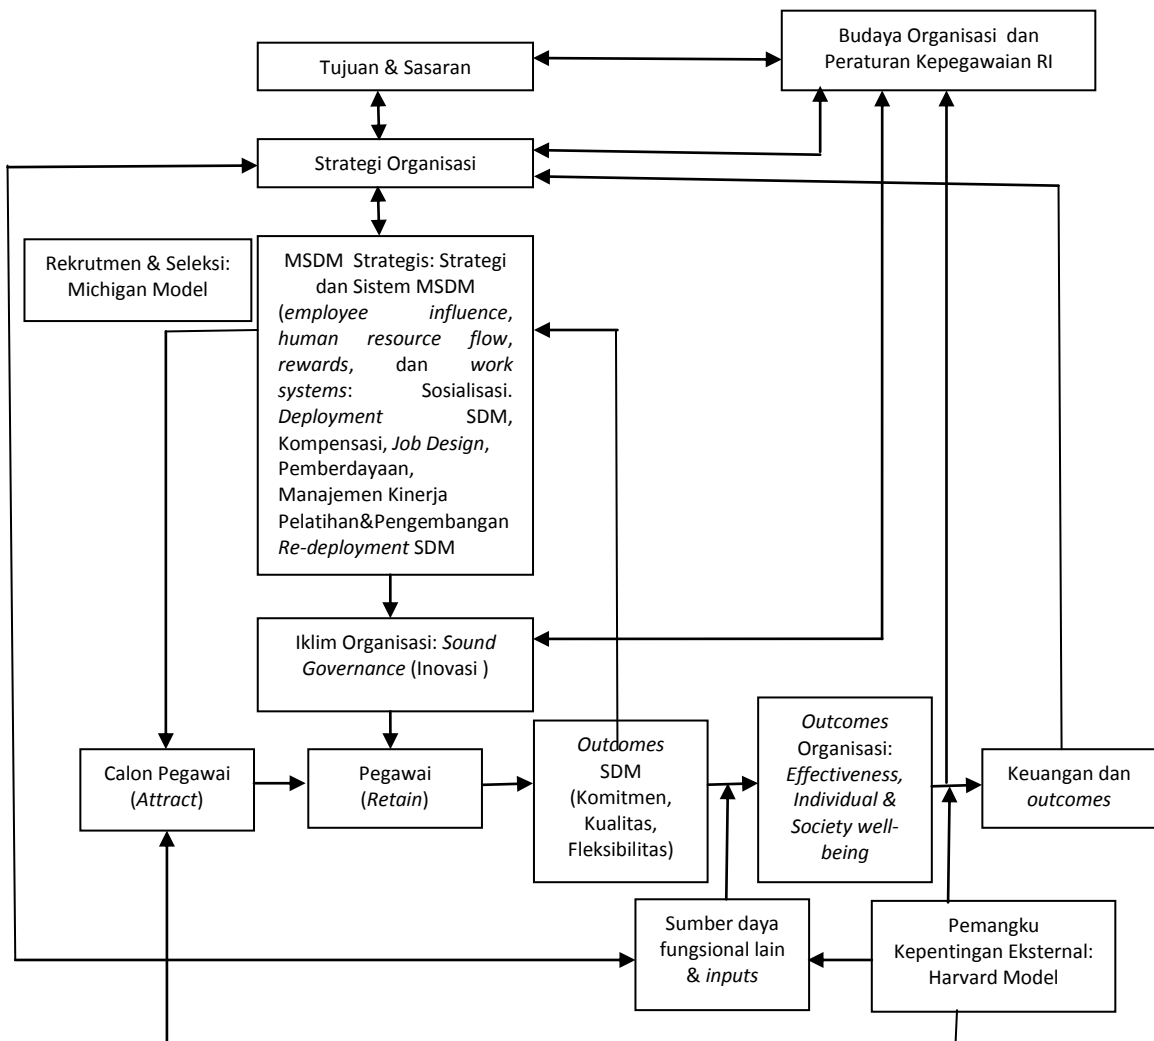 Budaya Organisasi dan
Peraturan Kepegawaian RI
Tujuan & Sasaran
Strategi Organisasi
Rekrutmen & Seleksi:
Michigan Model
MSDM Strategis: Strategi
dan Sistem MSDM
(employee influence,
human resource flow,
rewards, dan work
systems: Sosialisasi.
Deployment SDM,
Kompensasi, Job Design,
Pemberdayaan,
Manajemen Kinerja
Pelatihan&Pengembangan
Re-deployment SDM
Iklim Organisasi: Sound
Governance (Inovasi )
Calon Pegawai
(Attract)
Pegawai
(Retain)
Outcomes
SDM
(Komitmen,
Kualitas,
Fleksibilitas)
Outcomes
Organisasi:
Effectiveness,
Individual &
Society well-
being
Keuangan dan
outcomes
Sumber daya
fungsional lain
& inputs
Pemangku
Kepentingan Eksternal:
Harvard Model